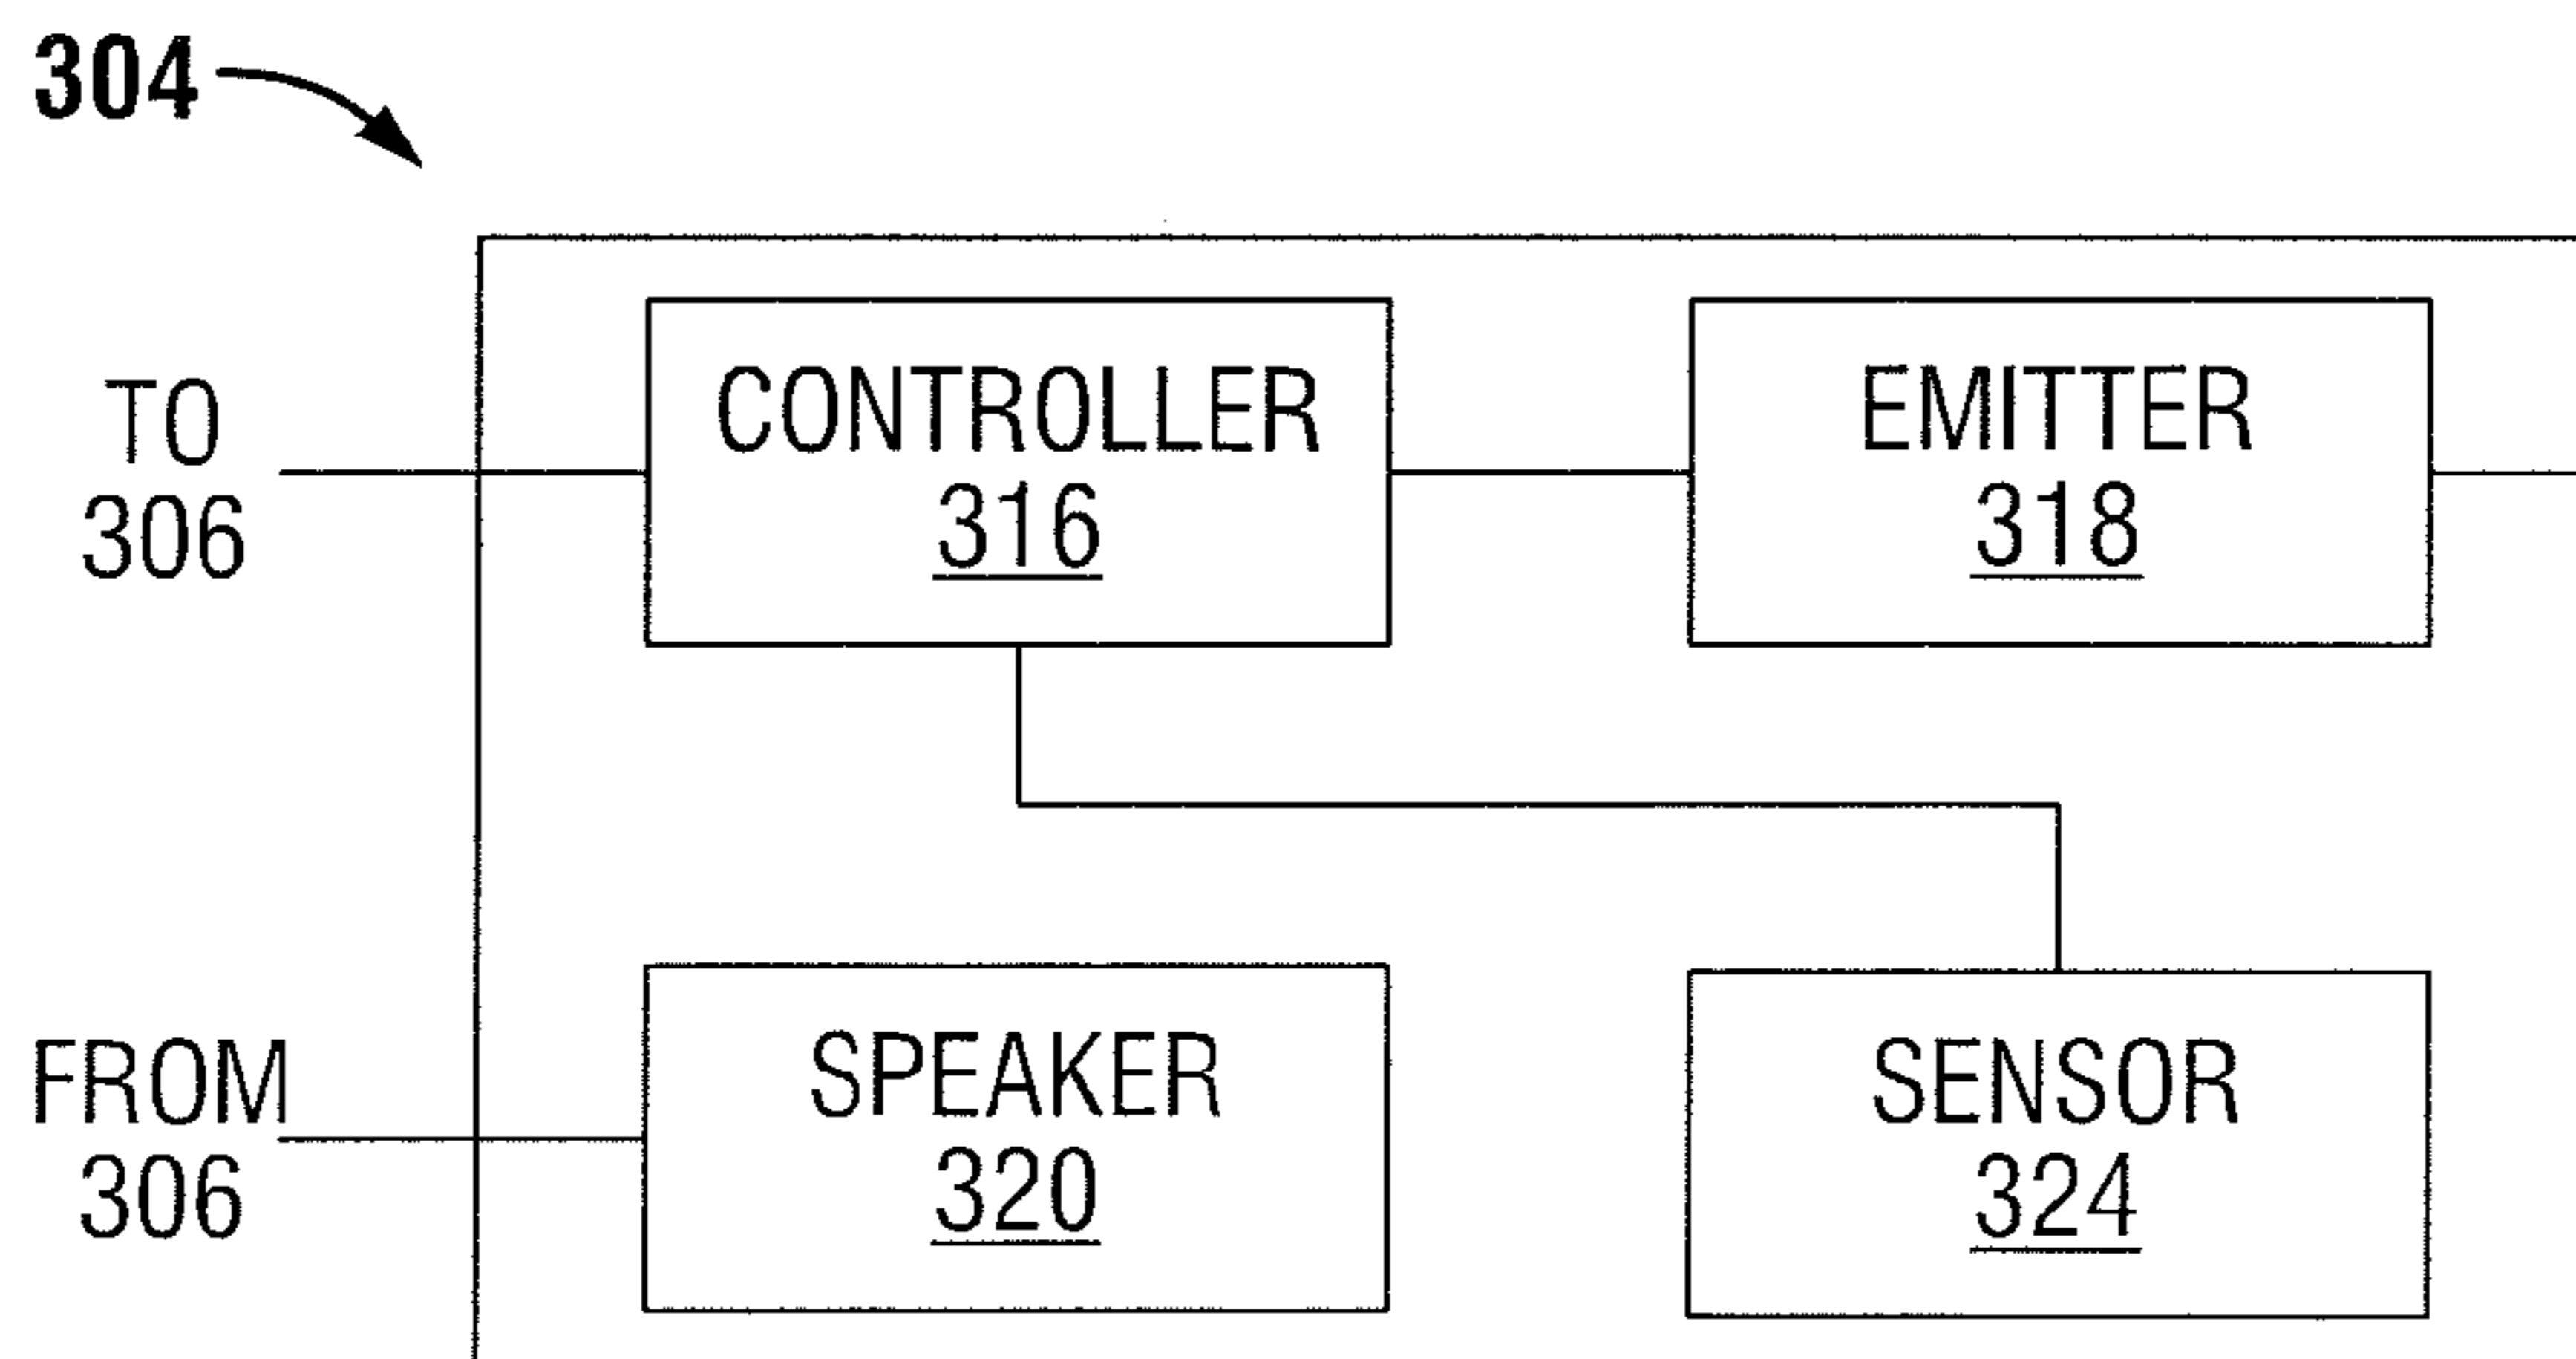 304
TO
306
CONTROLLER
316
EMITTER
318
FROM
306
SPEAKER
320
SENSOR
324